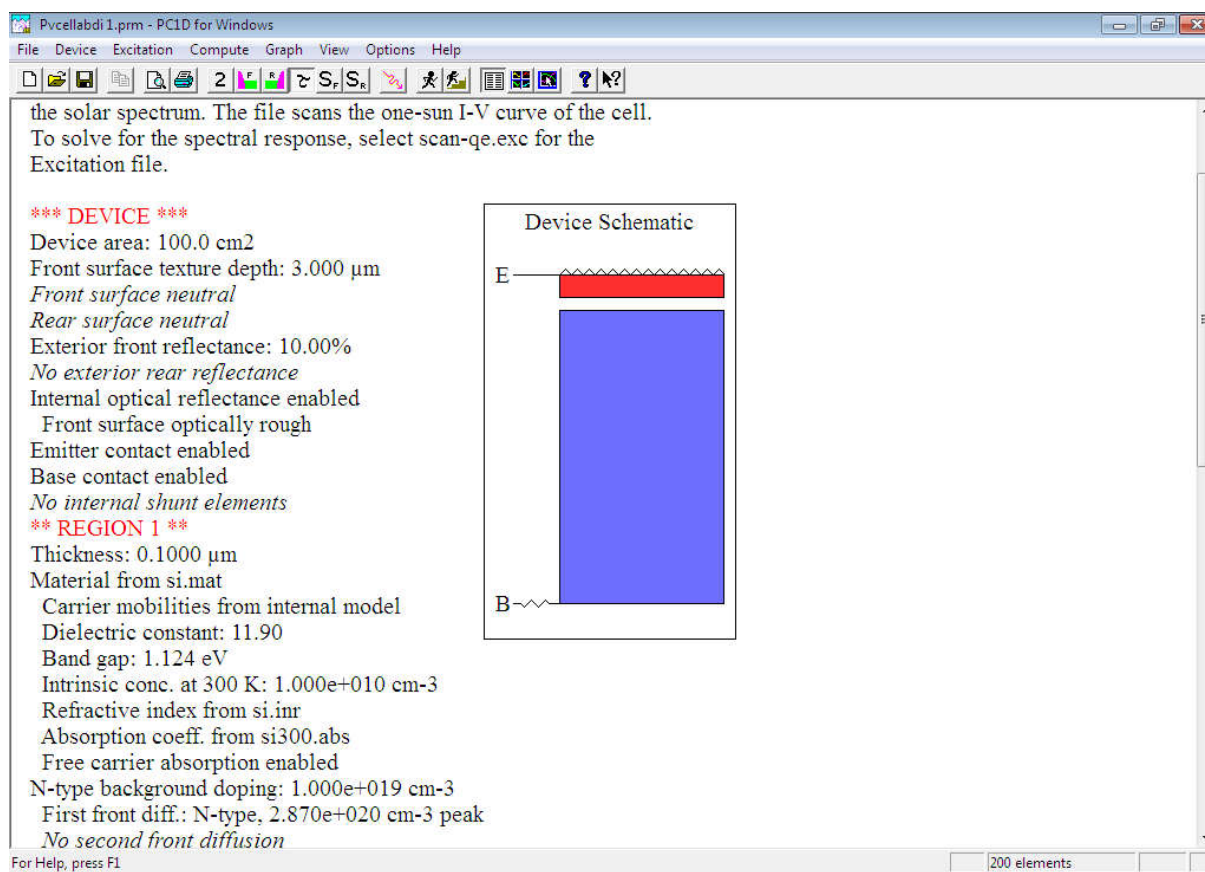 Pvcellabdi 1.prm - PC1D for Windows
File Device Excitation Compute Graph View Options Help
2 F R τ SF SR ? ?
the solar spectrum. The file scans the one-sun I-V curve of the cell.
To solve for the spectral response, select scan-qe.exc for the
Excitation file.
*** DEVICE ***
Device area: 100.0 cm2
Front surface texture depth: 3.000 µm
Front surface neutral
Rear surface neutral
Exterior front reflectance: 10.00%
No exterior rear reflectance
Internal optical reflectance enabled
Front surface optically rough
Emitter contact enabled
Base contact enabled
No internal shunt elements
** REGION 1 **
Thickness: 0.1000 µm
Material from si.mat
Carrier mobilities from internal model
Dielectric constant: 11.90
Band gap: 1.124 eV
Intrinsic conc. at 300 K: 1.000e+010 cm-3
Refractive index from si.inr
Absorption coeff. from si300.abs
Free carrier absorption enabled
N-type background doping: 1.000e+019 cm-3
First front diff.: N-type, 2.870e+020 cm-3 peak
No second front diffusion
Device Schematic
E
B
For Help, press F1
200 elements